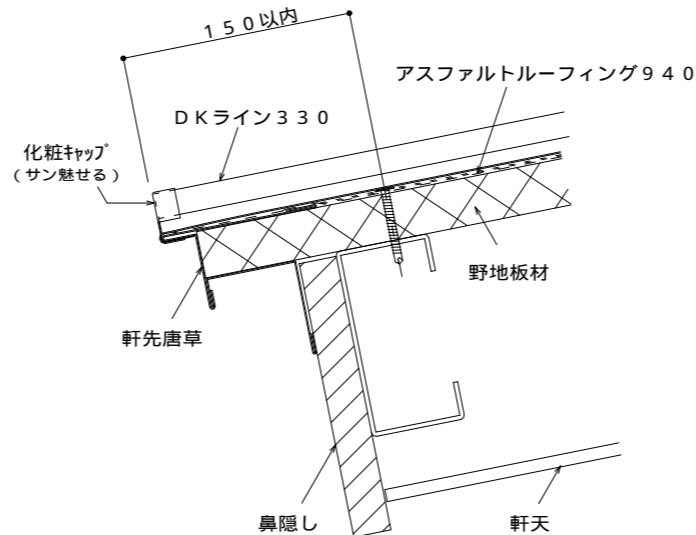 １５０以内
アスファルトルーフィング９４０
ＤＫライン３３０
化粧ｷｬｯﾌﾟ
（サン魅せる）
野地板材
軒先唐草
鼻隠し
軒天